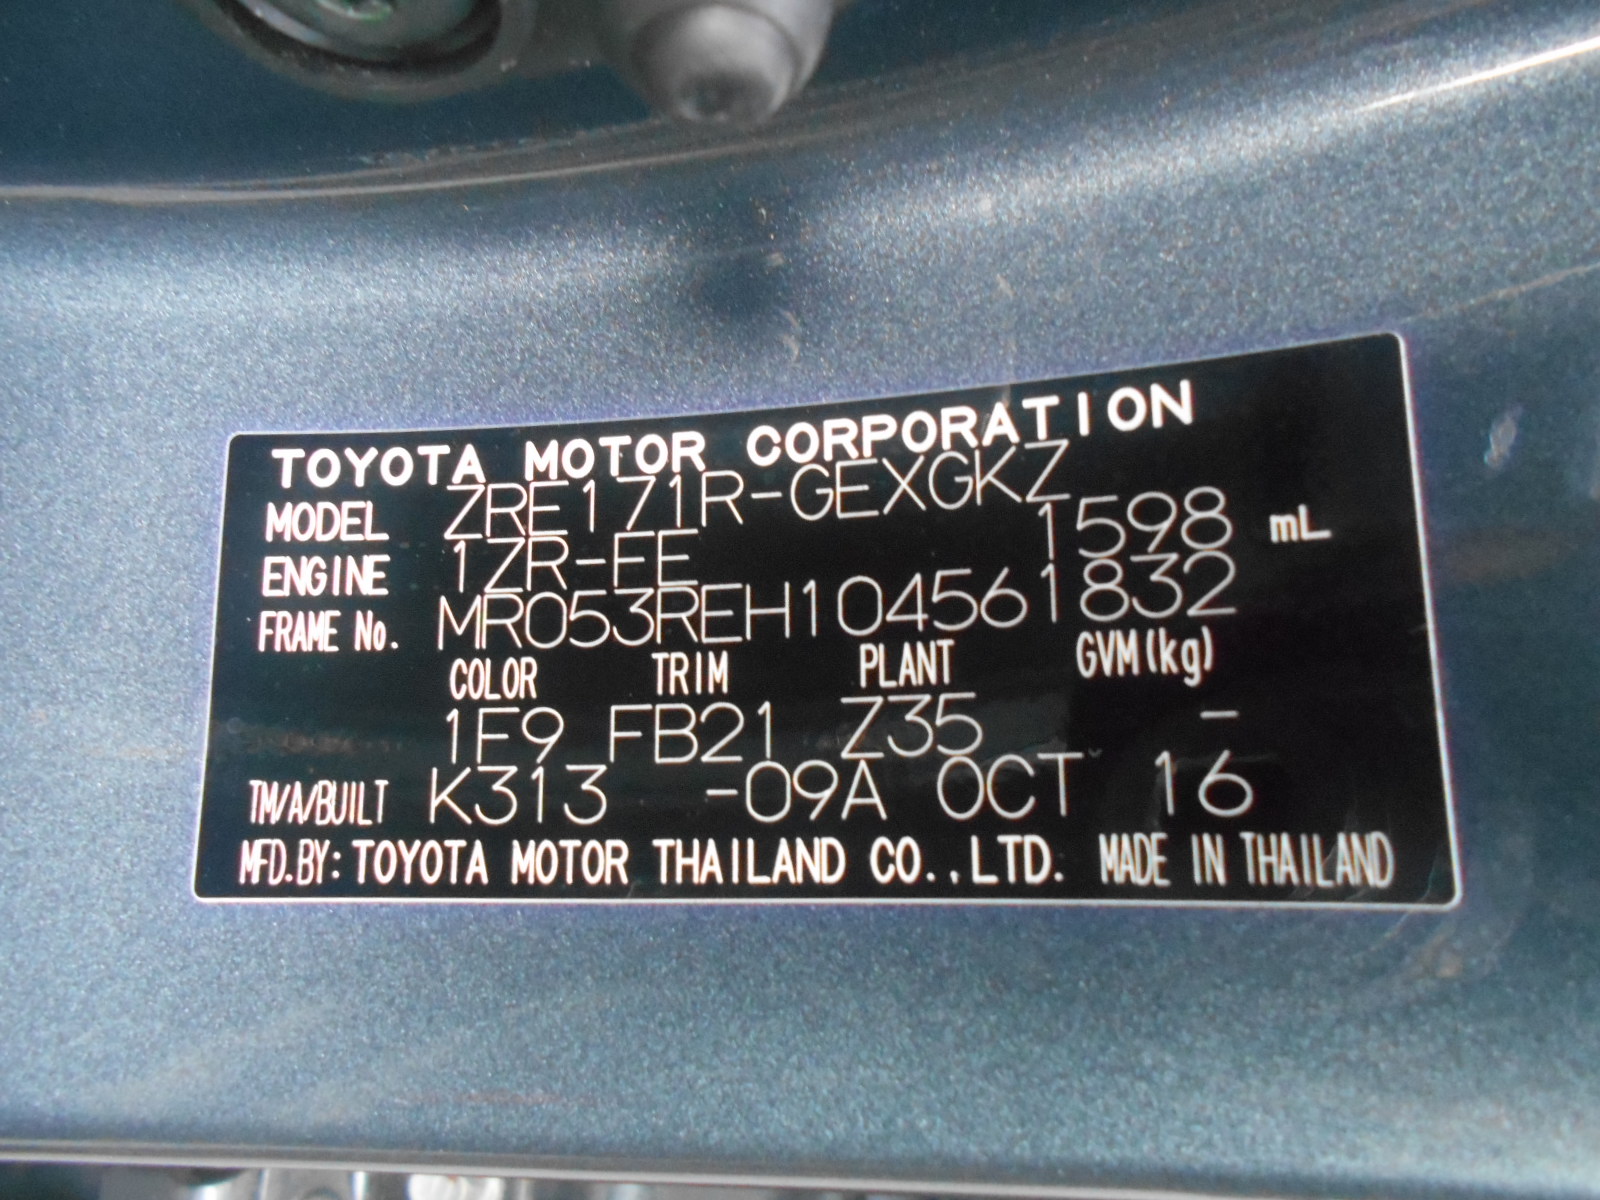 TOYOTA MOTOR CORPORATION
MODEL ZRE171R-GEXGKZ
ENGINE 1ZR-FE 1598 mL
FRAME No. MR053REH104561832
COLOR TRIM PLANT GVM(kg)
1F9 FB21 Z35 -
TM/A/BUILT K313 -09A OCT 16
MFD.BY: TOYOTA MOTOR THAILAND CO.,LTD. MADE IN THAILAND